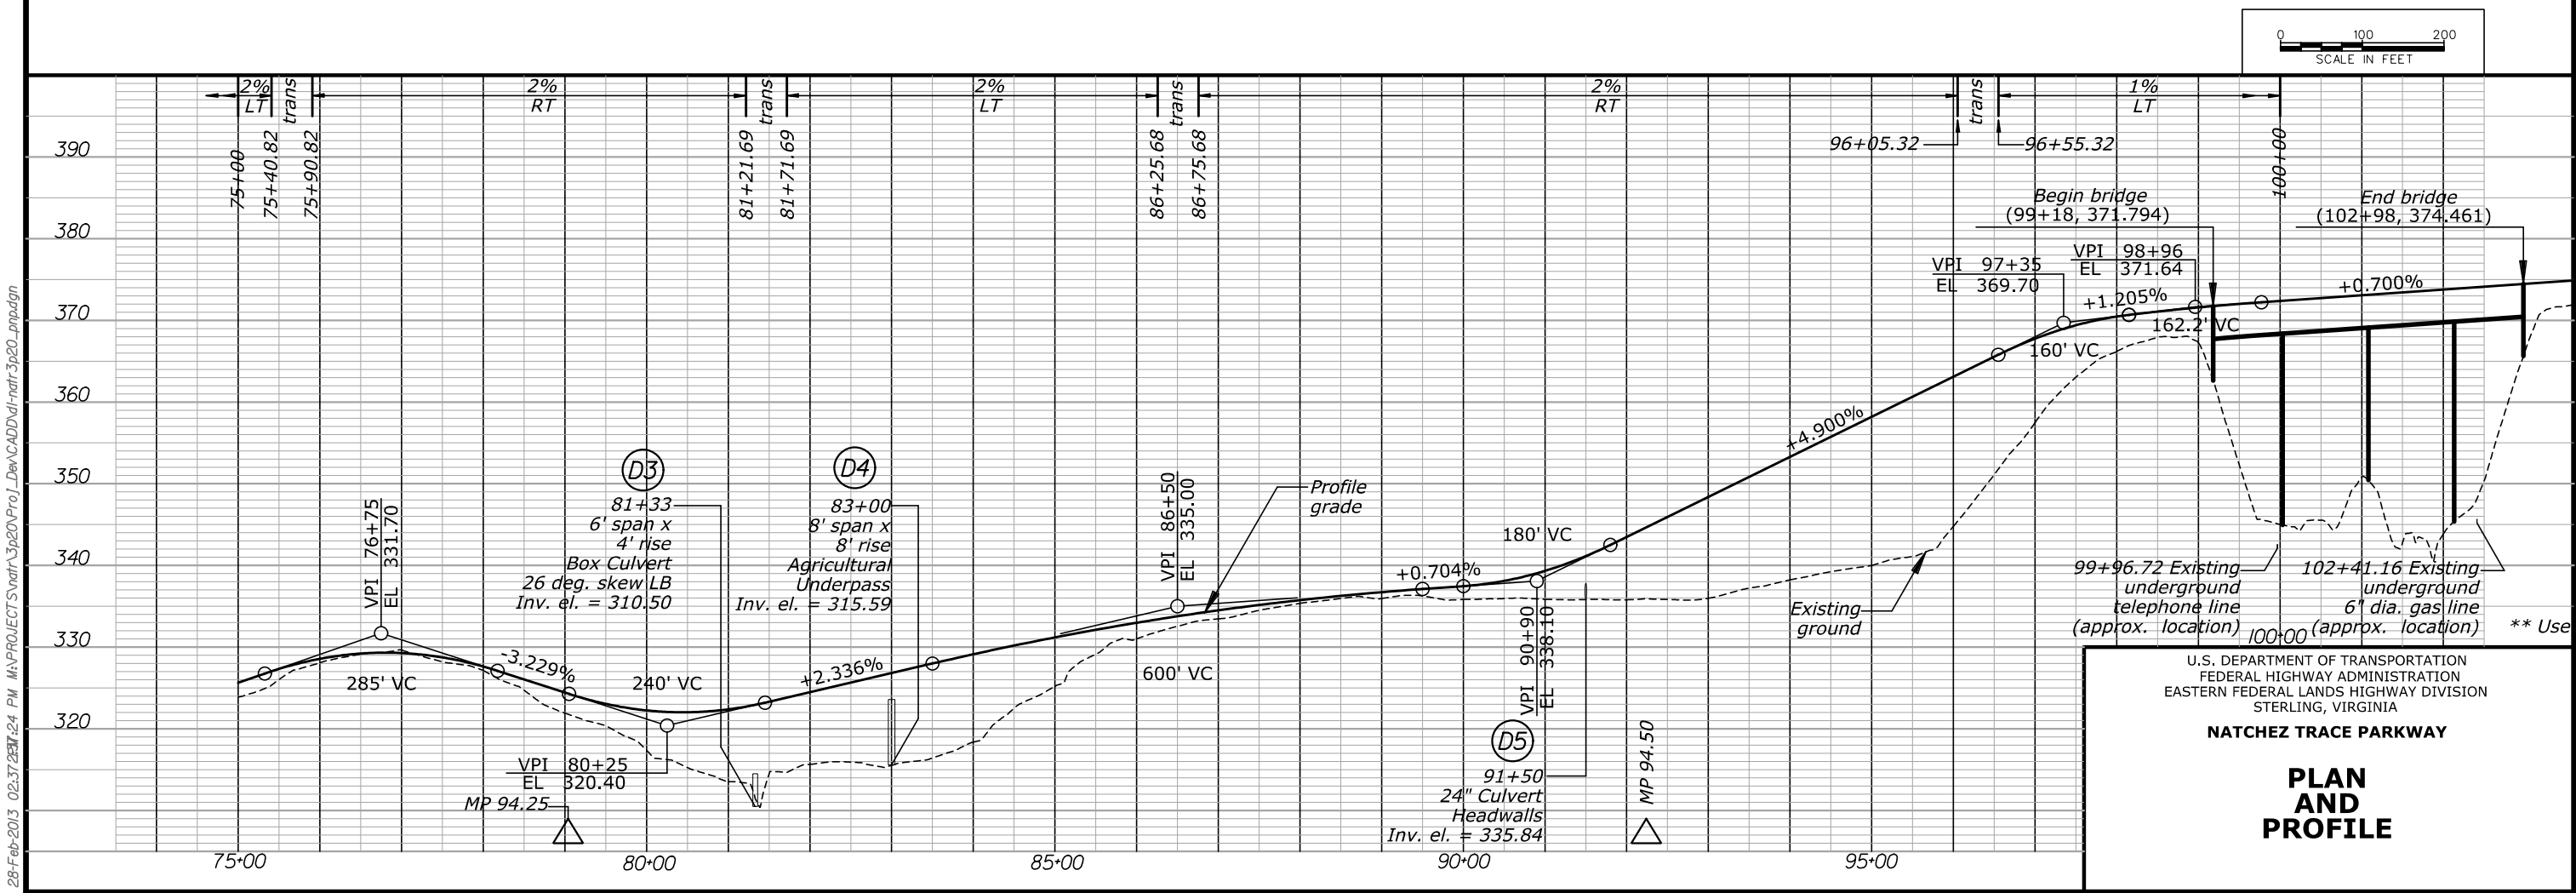 0 100 200
SCALE IN FEET
2%
LT
trans
2%
RT
trans
2%
LT
trans
2%
RT
trans
1%
LT
75+00
75+40.82
75+90.82
81+21.69
81+71.69
86+25.68
86+75.68
96+05.32
96+55.32
100+00
390
380
370
360
350
340
330
320
Begin bridge
(99+18, 371.794)
End bridge
(102+98, 374.461)
VPI 97+35
EL 369.70
VPI 98+96
EL 371.64
+1.205%
+0.700%
162.2' VC
160' VC
+4.900%
D3
81+33
6' span x
4' rise
Box Culvert
26 deg. skew LB
Inv. el. = 310.50
D4
83+00
8' span x
8' rise
Agricultural
Underpass
Inv. el. = 315.59
VPI 76+75
EL 331.70
VPI 86+50
EL 335.00
Profile
grade
180' VC
+0.704%
Existing
ground
99+96.72 Existing
underground
telephone line
(approx. location)
102+41.16 Existing
underground
6" dia. gas line
(approx. location)
100+00
** Use
285' VC
-3.229%
240' VC
+2.336%
600' VC
VPI 90+90
EL 338.10
VPI 80+25
EL 320.40
MP 94.25
D5
91+50
24" Culvert
Headwalls
Inv. el. = 335.84
MP 94.50
75+00
80+00
85+00
90+00
95+00
U.S. DEPARTMENT OF TRANSPORTATION
FEDERAL HIGHWAY ADMINISTRATION
EASTERN FEDERAL LANDS HIGHWAY DIVISION
STERLING, VIRGINIA
NATCHEZ TRACE PARKWAY
PLAN
AND
PROFILE
28-Feb-2013 PM M:\PROJECTS\natr\3p20\Proj_Dev\CADD\dl-natr3p20_pnp.dgn